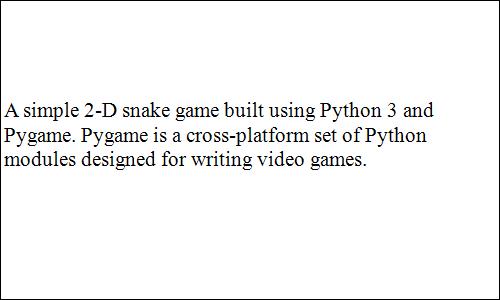 A simple 2-D snake game built using Python 3 and
Pygame. Pygame is a cross-platform set of Python
modules designed for writing video games.